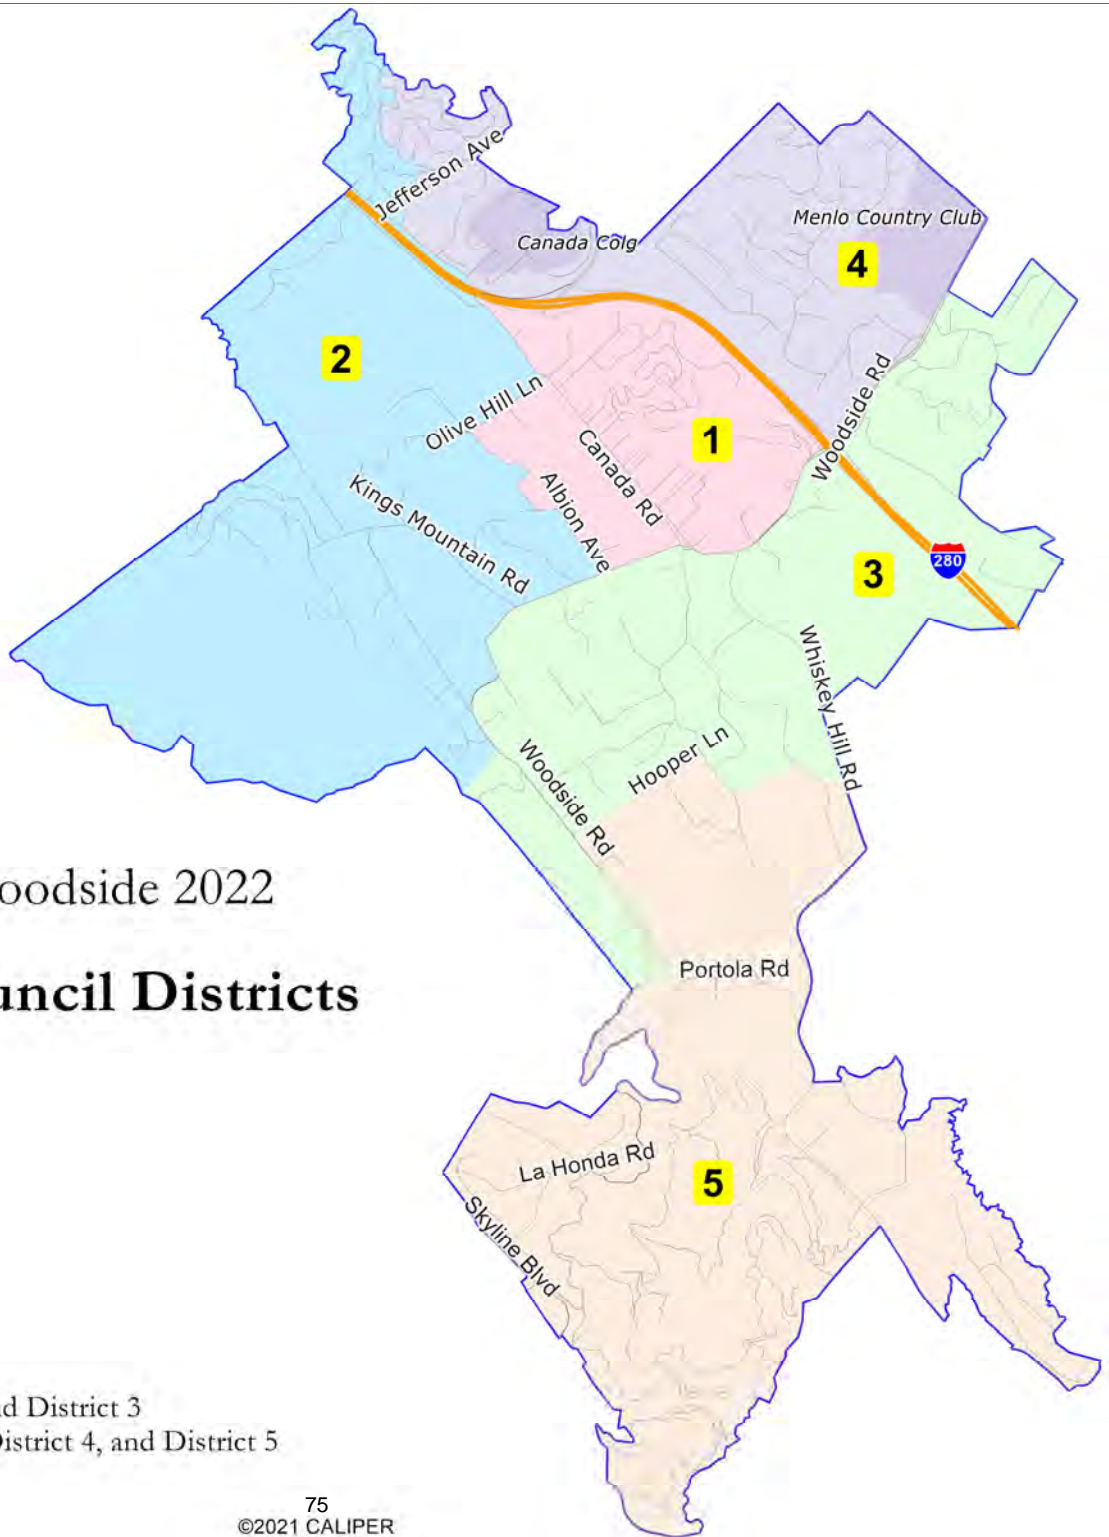 Jefferson Ave
Canada Colg
Menlo Country Club
4
2
Olive Hill Ln
Woodside Rd
1
Canada Rd
Albion Ave
Kings Mountain Rd
280
3
Whiskey Hill Rd
Hooper Ln
Woodside Rd
oodside 2022
Portola Rd
uncil Districts
La Honda Rd
5
Skyline Blvd
d District 3
District 4, and District 5
75
©2021 CALIPER